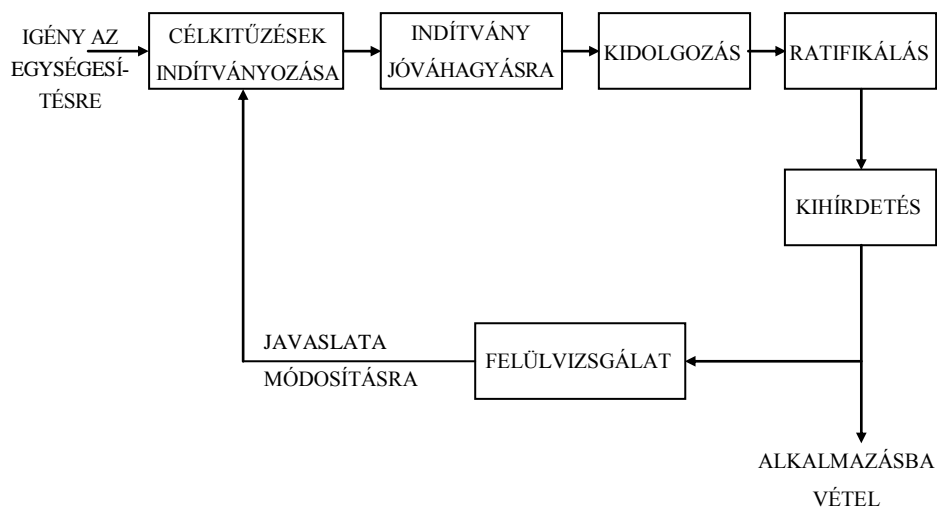 IGÉNY AZ
EGYSÉGESÍ-
TÉSRE
CÉLKITŰZÉSEK
INDÍTVÁNYOZÁSA
INDÍTVÁNY
JÓVÁHAGYÁSRA
KIDOLGOZÁS
RATIFIKÁLÁS
KIHÍRDETÉS
FELÜLVIZSGÁLAT
JAVASLATA
MÓDOSÍTÁSRA
ALKALMAZÁSBA
VÉTEL